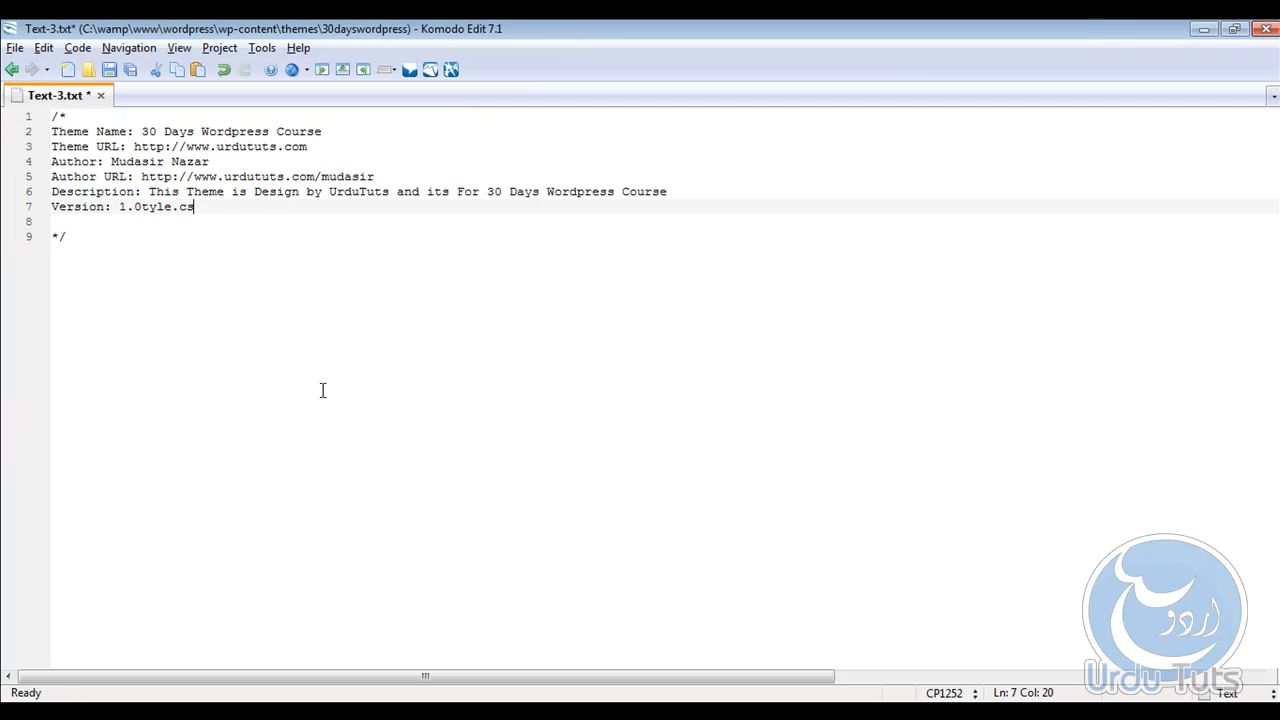 Text-3.txt* (C:\wamp\www\wordpress\wp-content\themes\30dayswordpress) - Komodo Edit 7.1
File Edit Code Navigation View Project Tools Help
Text-3.txt *
1 /*
2 Theme Name: 30 Days Wordpress Course
3 Theme URL: http://www.urdututs.com
4 Author: Mudasir Nazar
5 Author URL: http://www.urdututs.com/mudasir
6 Description: This Theme is Design by UrduTuts and its For 30 Days Wordpress Course
7 Version: 1.0tyle.cs
8
9 */
اردو
Urdu Tuts
Ready CP1252 Ln: 7 Col: 20 Text